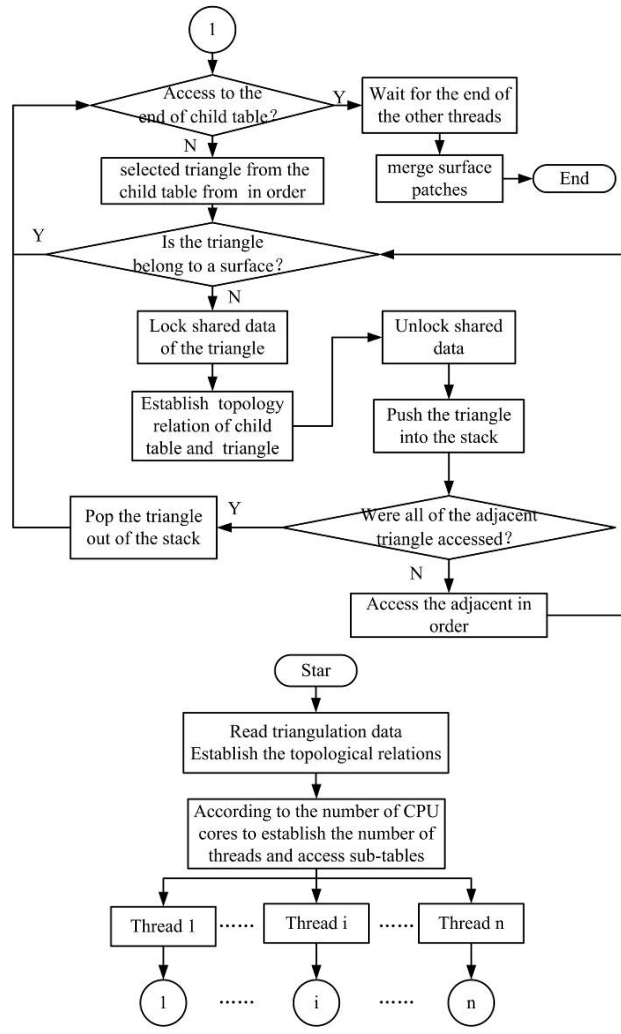 1
Access to the
end of child table?
Y
Wait for the end of
the other threads
N
selected triangle from the
child table from in order
merge surface
patches
End
Y
Is the triangle
belong to a surface?
N
Lock shared data
of the triangle
Unlock shared
data
Establish topology
relation of child
table and triangle
Push the triangle
into the stack
Pop the triangle
out of the stack
Y
Were all of the adjacent
triangle accessed?
N
Access the adjacent in
order
Star
Read triangulation data
Establish the topological relations
According to the number of CPU
cores to establish the number of
threads and access sub-tables
Thread 1 ...... Thread i ...... Thread n
1 ...... i ...... n